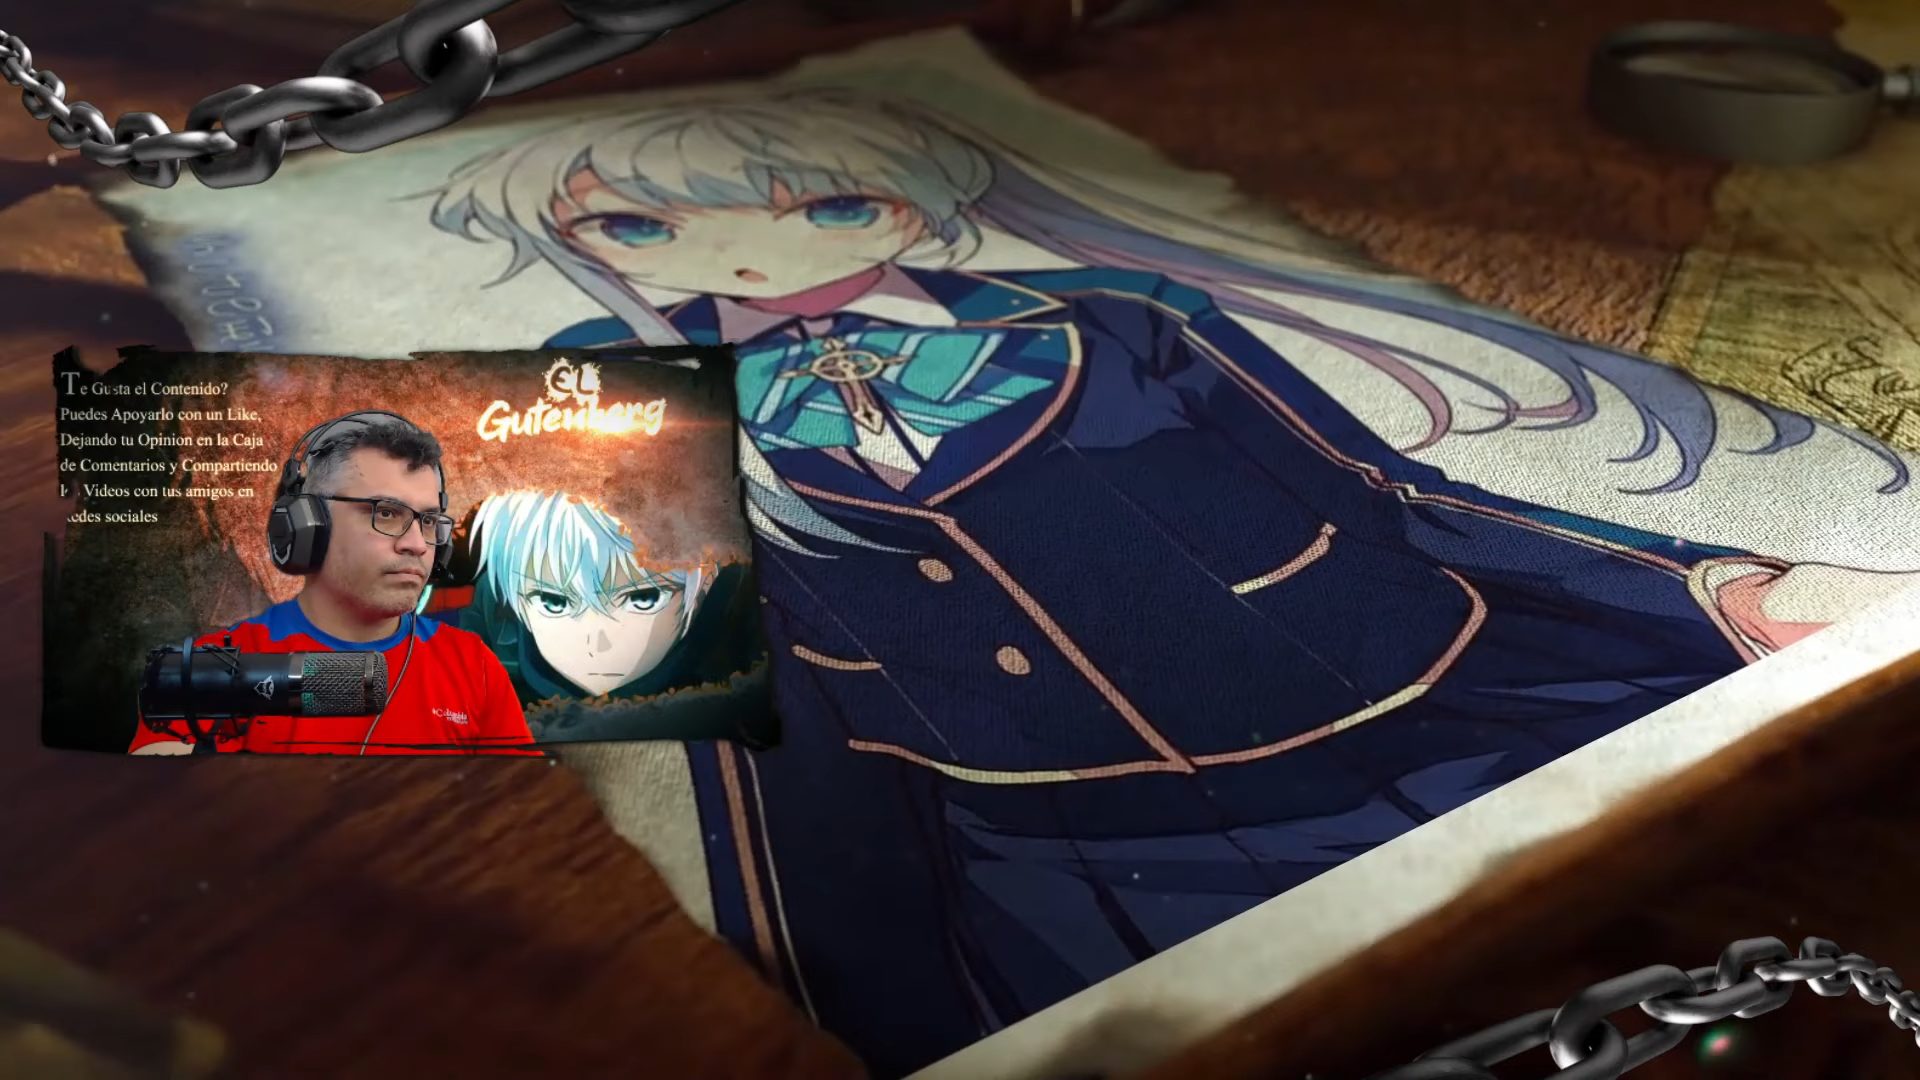 Te Gusta el Contenido?
Puedes Apoyarlo con un Like,
Dejando tu Opinion en la Caja
de Comentarios y Compartiendo
Videos con tus amigos en
sociales
EL
Gutenberg